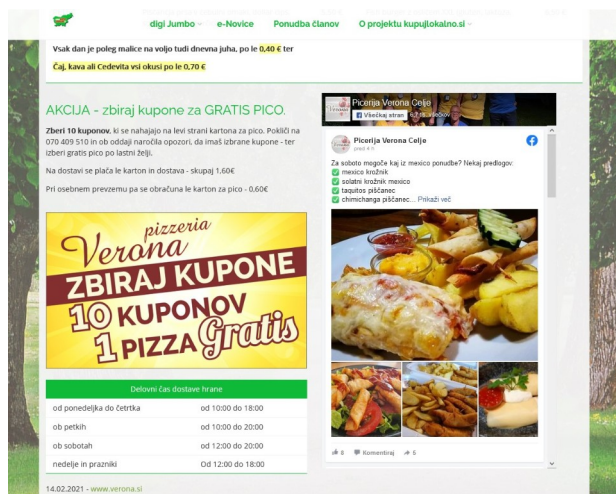 digi Jumbo
e-Novice
Ponudba članov
O projektu kupujlokalno.si
Vsak dan je poleg malice na voljo tudi dnevna juha, po le 0,40 € ter
Čaj, kava ali Cedevita vsi okusi po le 0,70 €
AKCIJA - zbiraj kupone za GRATIS PICO.
Zberi 10 kuponov, ki se nahajajo na levi strani kartona za pico. Pokliči na
070 409 510 in ob oddaji naročila opozori, da imaš izbrane kupone - ter
izberi gratis pico po lastni želji.
Na dostavi se plača le karton in dostava - skupaj 1,60€
Pri osebnem prevzemu pa se obračuna le karton za pico - 0,60€
pizzeria
Verona
ZBIRAJ KUPONE
10 KUPONOV
1 PIZZA Gratis
Delovni čas dostave hrane
od ponedeljka do četrtka od 10:00 do 18:00
ob petkih od 10:00 do 20:00
ob sobotah od 12:00 do 20:00
nedelje in prazniki Od 12:00 do 18:00
14.02.2021 - www.verona.si
Picerija Verona Celje
Všečkaj stran
Picerija Verona Celje
pred 4 h
Za soboto mogoče kaj iz mexico ponudbe? Nekaj predlogov:
mexico krožnik
solatni krožnik mexico
taquitos piščanec
chimichanga piščanec... Prikaži več
8 Komentiraj 5